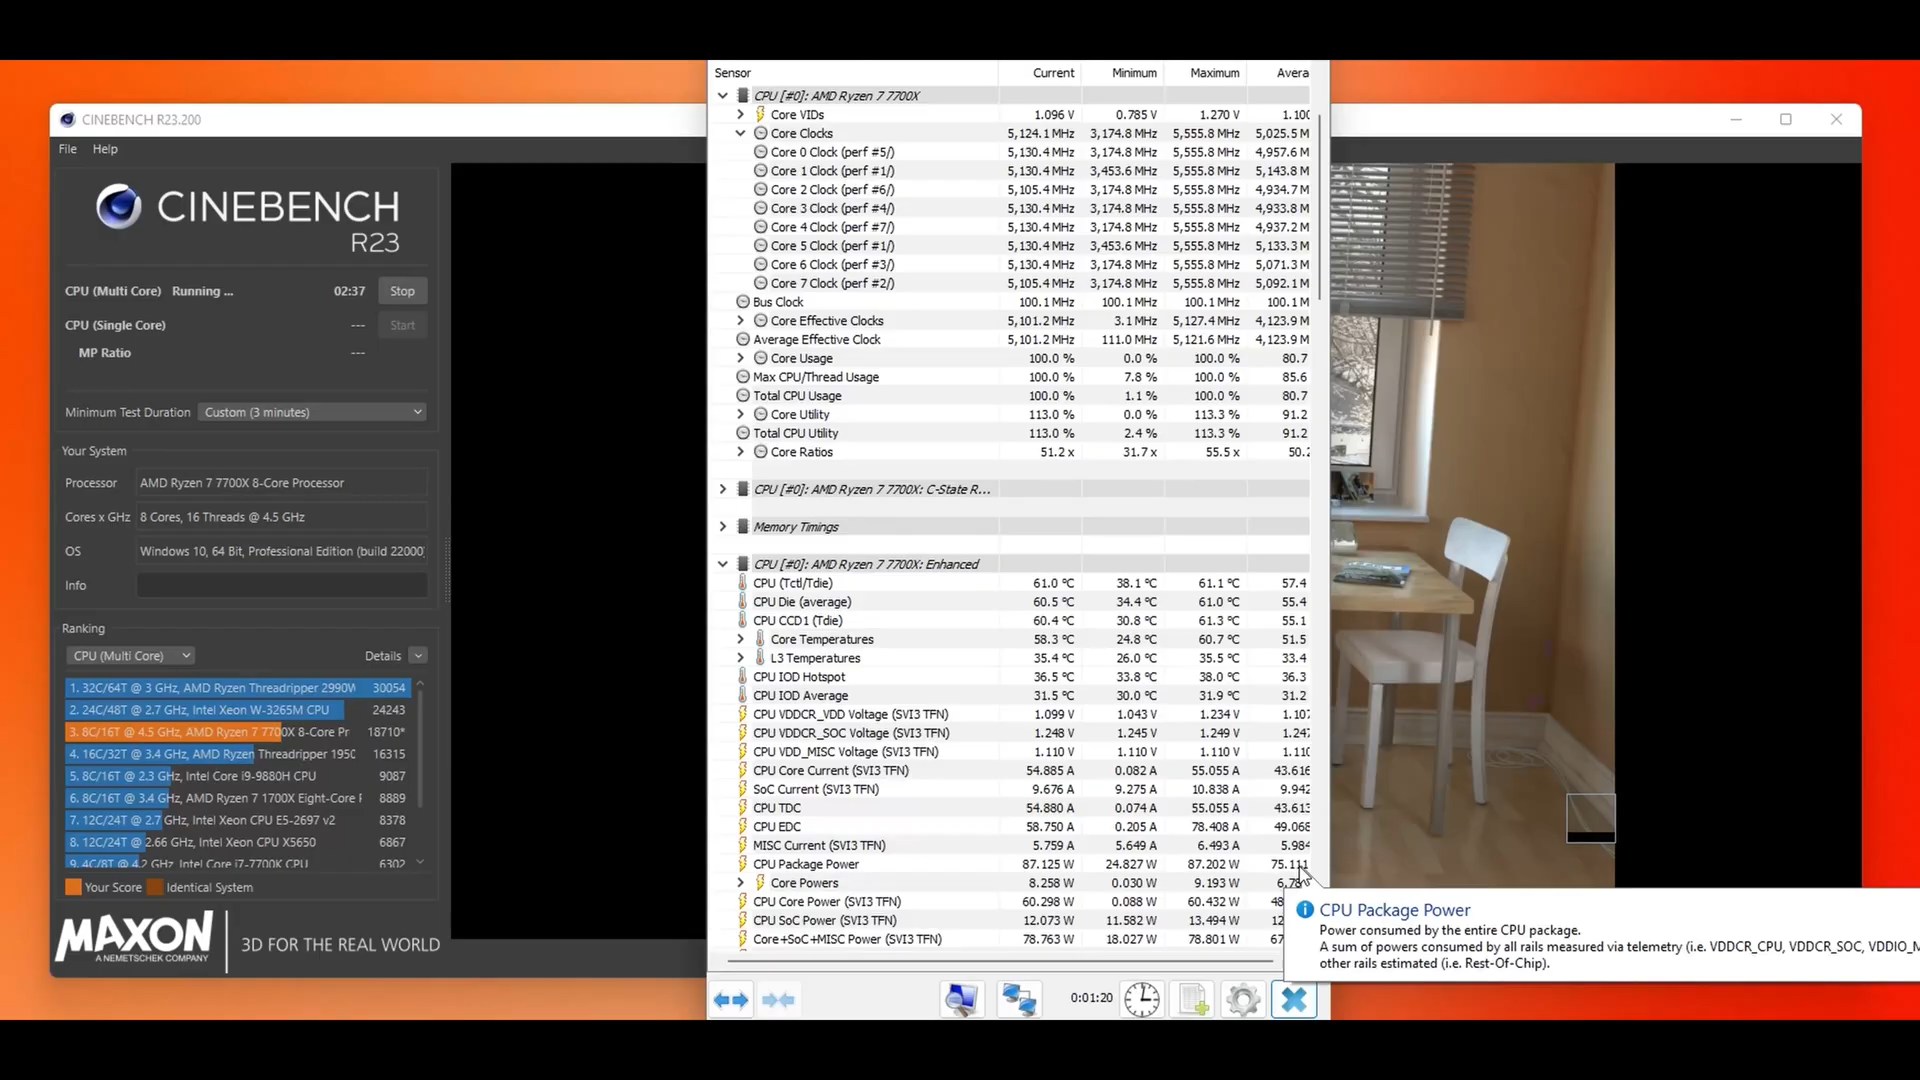 CINEBENCH R23.200
File Help
CINEBENCH
R23
CPU (Multi Core) Running ... 02:37 Stop
CPU (Single Core) --- Start
MP Ratio ---
Minimum Test Duration Custom (3 minutes)
Your System
Processor AMD Ryzen 7 7700X 8-Core Processor
Cores x GHz 8 Cores, 16 Threads @ 4.5 GHz
OS Windows 10, 64 Bit, Professional Edition (build 22000)
Info
Ranking
CPU (Multi Core) Details
1. 32C/64T @ 3 GHz, AMD Ryzen Threadripper 2990W 30054
2. 24C/48T @ 2.7 GHz, Intel Xeon W-3265M CPU 24243
3. 8C/16T @ 4.5 GHz, AMD Ryzen 7 7700X 8-Core Pr 18710*
4. 16C/32T @ 3.4 GHz, AMD Ryzen Threadripper 1950 16315
5. 8C/16T @ 2.3 GHz, Intel Core i9-9880H CPU 9087
6. 8C/16T @ 3.4 GHz, AMD Ryzen 7 1700X Eight-Core 8889
7. 12C/24T @ 2.7 GHz, Intel Xeon CPU E5-2697 v2 8378
8. 12C/24T @ 2.66 GHz, Intel Xeon CPU X5650 6867
9. 4C/8T @ 4.2 GHz, Intel Core i7-7700K CPU 6302
Your Score Identical System
MAXON
A NEMETSCHEK COMPANY
3D FOR THE REAL WORLD
Sensor Current Minimum Maximum Avera
CPU [#0]: AMD Ryzen 7 7700X
Core VIDs 1.096 V 0.785 V 1.270 V 1.100
Core Clocks 5,124.1 MHz 3,174.8 MHz 5,555.8 MHz 5,025.5 M
Core 0 Clock (perf #5/) 5,130.4 MHz 3,174.8 MHz 5,555.8 MHz 4,957.6 M
Core 1 Clock (perf #1/) 5,130.4 MHz 3,453.6 MHz 5,555.8 MHz 5,143.8 M
Core 2 Clock (perf #6/) 5,105.4 MHz 3,174.8 MHz 5,555.8 MHz 4,934.7 M
Core 3 Clock (perf #4/) 5,130.4 MHz 3,174.8 MHz 5,555.8 MHz 4,933.8 M
Core 4 Clock (perf #7/) 5,130.4 MHz 3,174.8 MHz 5,555.8 MHz 4,937.2 M
Core 5 Clock (perf #1/) 5,130.4 MHz 3,453.6 MHz 5,555.8 MHz 5,133.3 M
Core 6 Clock (perf #3/) 5,130.4 MHz 3,174.8 MHz 5,555.8 MHz 5,071.3 M
Core 7 Clock (perf #2/) 5,105.4 MHz 3,174.8 MHz 5,555.8 MHz 5,092.1 M
Bus Clock 100.1 MHz 100.1 MHz 100.1 MHz 100.1 M
Core Effective Clocks 5,101.2 MHz 3.1 MHz 5,127.4 MHz 4,123.9 M
Average Effective Clock 5,101.2 MHz 111.0 MHz 5,121.6 MHz 4,123.9 M
Core Usage 100.0 % 0.0 % 100.0 % 80.7
Max CPU/Thread Usage 100.0 % 7.8 % 100.0 % 85.6
Total CPU Usage 100.0 % 1.1 % 100.0 % 80.7
Core Utility 113.0 % 0.0 % 113.3 % 91.2
Total CPU Utility 113.0 % 2.4 % 113.3 % 91.2
Core Ratios 51.2 x 31.7 x 55.5 x 50.2
CPU [#0]: AMD Ryzen 7 7700X: C-State R...
Memory Timings
CPU [#0]: AMD Ryzen 7 7700X: Enhanced
CPU (Tctl/Tdie) 61.0 °C 38.1 °C 61.1 °C 57.4
CPU Die (average) 60.5 °C 34.4 °C 61.0 °C 55.4
CPU CCD1 (Tdie) 60.4 °C 30.8 °C 61.3 °C 55.1
Core Temperatures 58.3 °C 24.8 °C 60.7 °C 51.5
L3 Temperatures 35.4 °C 26.0 °C 35.5 °C 33.4
CPU IOD Hotspot 36.5 °C 33.8 °C 38.0 °C 36.3
CPU IOD Average 31.5 °C 30.0 °C 31.9 °C 31.2
CPU VDDCR_VDD Voltage (SVI3 TFN) 1.099 V 1.043 V 1.234 V 1.107
CPU VDDCR_SOC Voltage (SVI3 TFN) 1.248 V 1.245 V 1.249 V 1.247
CPU VDD_MISC Voltage (SVI3 TFN) 1.110 V 1.110 V 1.110 V 1.110
CPU Core Current (SVI3 TFN) 54.885 A 0.082 A 55.055 A 43.616
SoC Current (SVI3 TFN) 9.676 A 9.275 A 10.838 A 9.942
CPU TDC 54.880 A 0.074 A 55.055 A 43.613
CPU EDC 58.750 A 0.205 A 78.408 A 49.068
MISC Current (SVI3 TFN) 5.759 A 5.649 A 6.493 A 5.984
CPU Package Power 87.125 W 24.827 W 87.202 W 75.111
Core Powers 8.258 W 0.030 W 9.193 W 6.78
CPU Core Power (SVI3 TFN) 60.298 W 0.088 W 60.432 W 48
CPU SoC Power (SVI3 TFN) 12.073 W 11.582 W 13.494 W 12
Core+SoC+MISC Power (SVI3 TFN) 78.763 W 18.027 W 78.801 W 67
0:01:20
CPU Package Power
Power consumed by the entire CPU package.
A sum of powers consumed by all rails measured via telemetry (i.e. VDDCR_CPU, VDDCR_SOC, VDDIO_M
other rails estimated (i.e. Rest-Of-Chip).